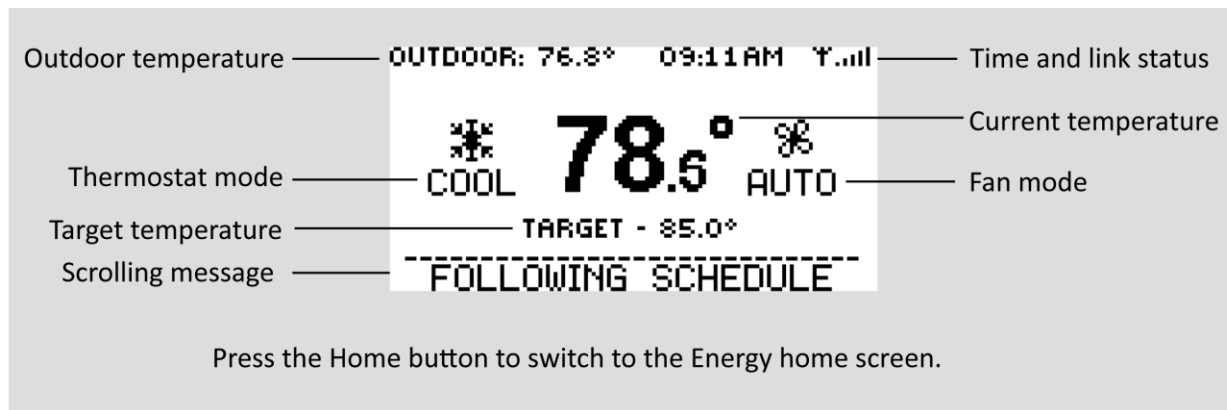 Outdoor temperature
OUTDOOR: 76.8° 09:11AM
Time and link status
78.6°
Current temperature
Thermostat mode
COOL
AUTO
Fan mode
Target temperature
TARGET - 85.0°
Scrolling message
FOLLOWING SCHEDULE
Press the Home button to switch to the Energy home screen.